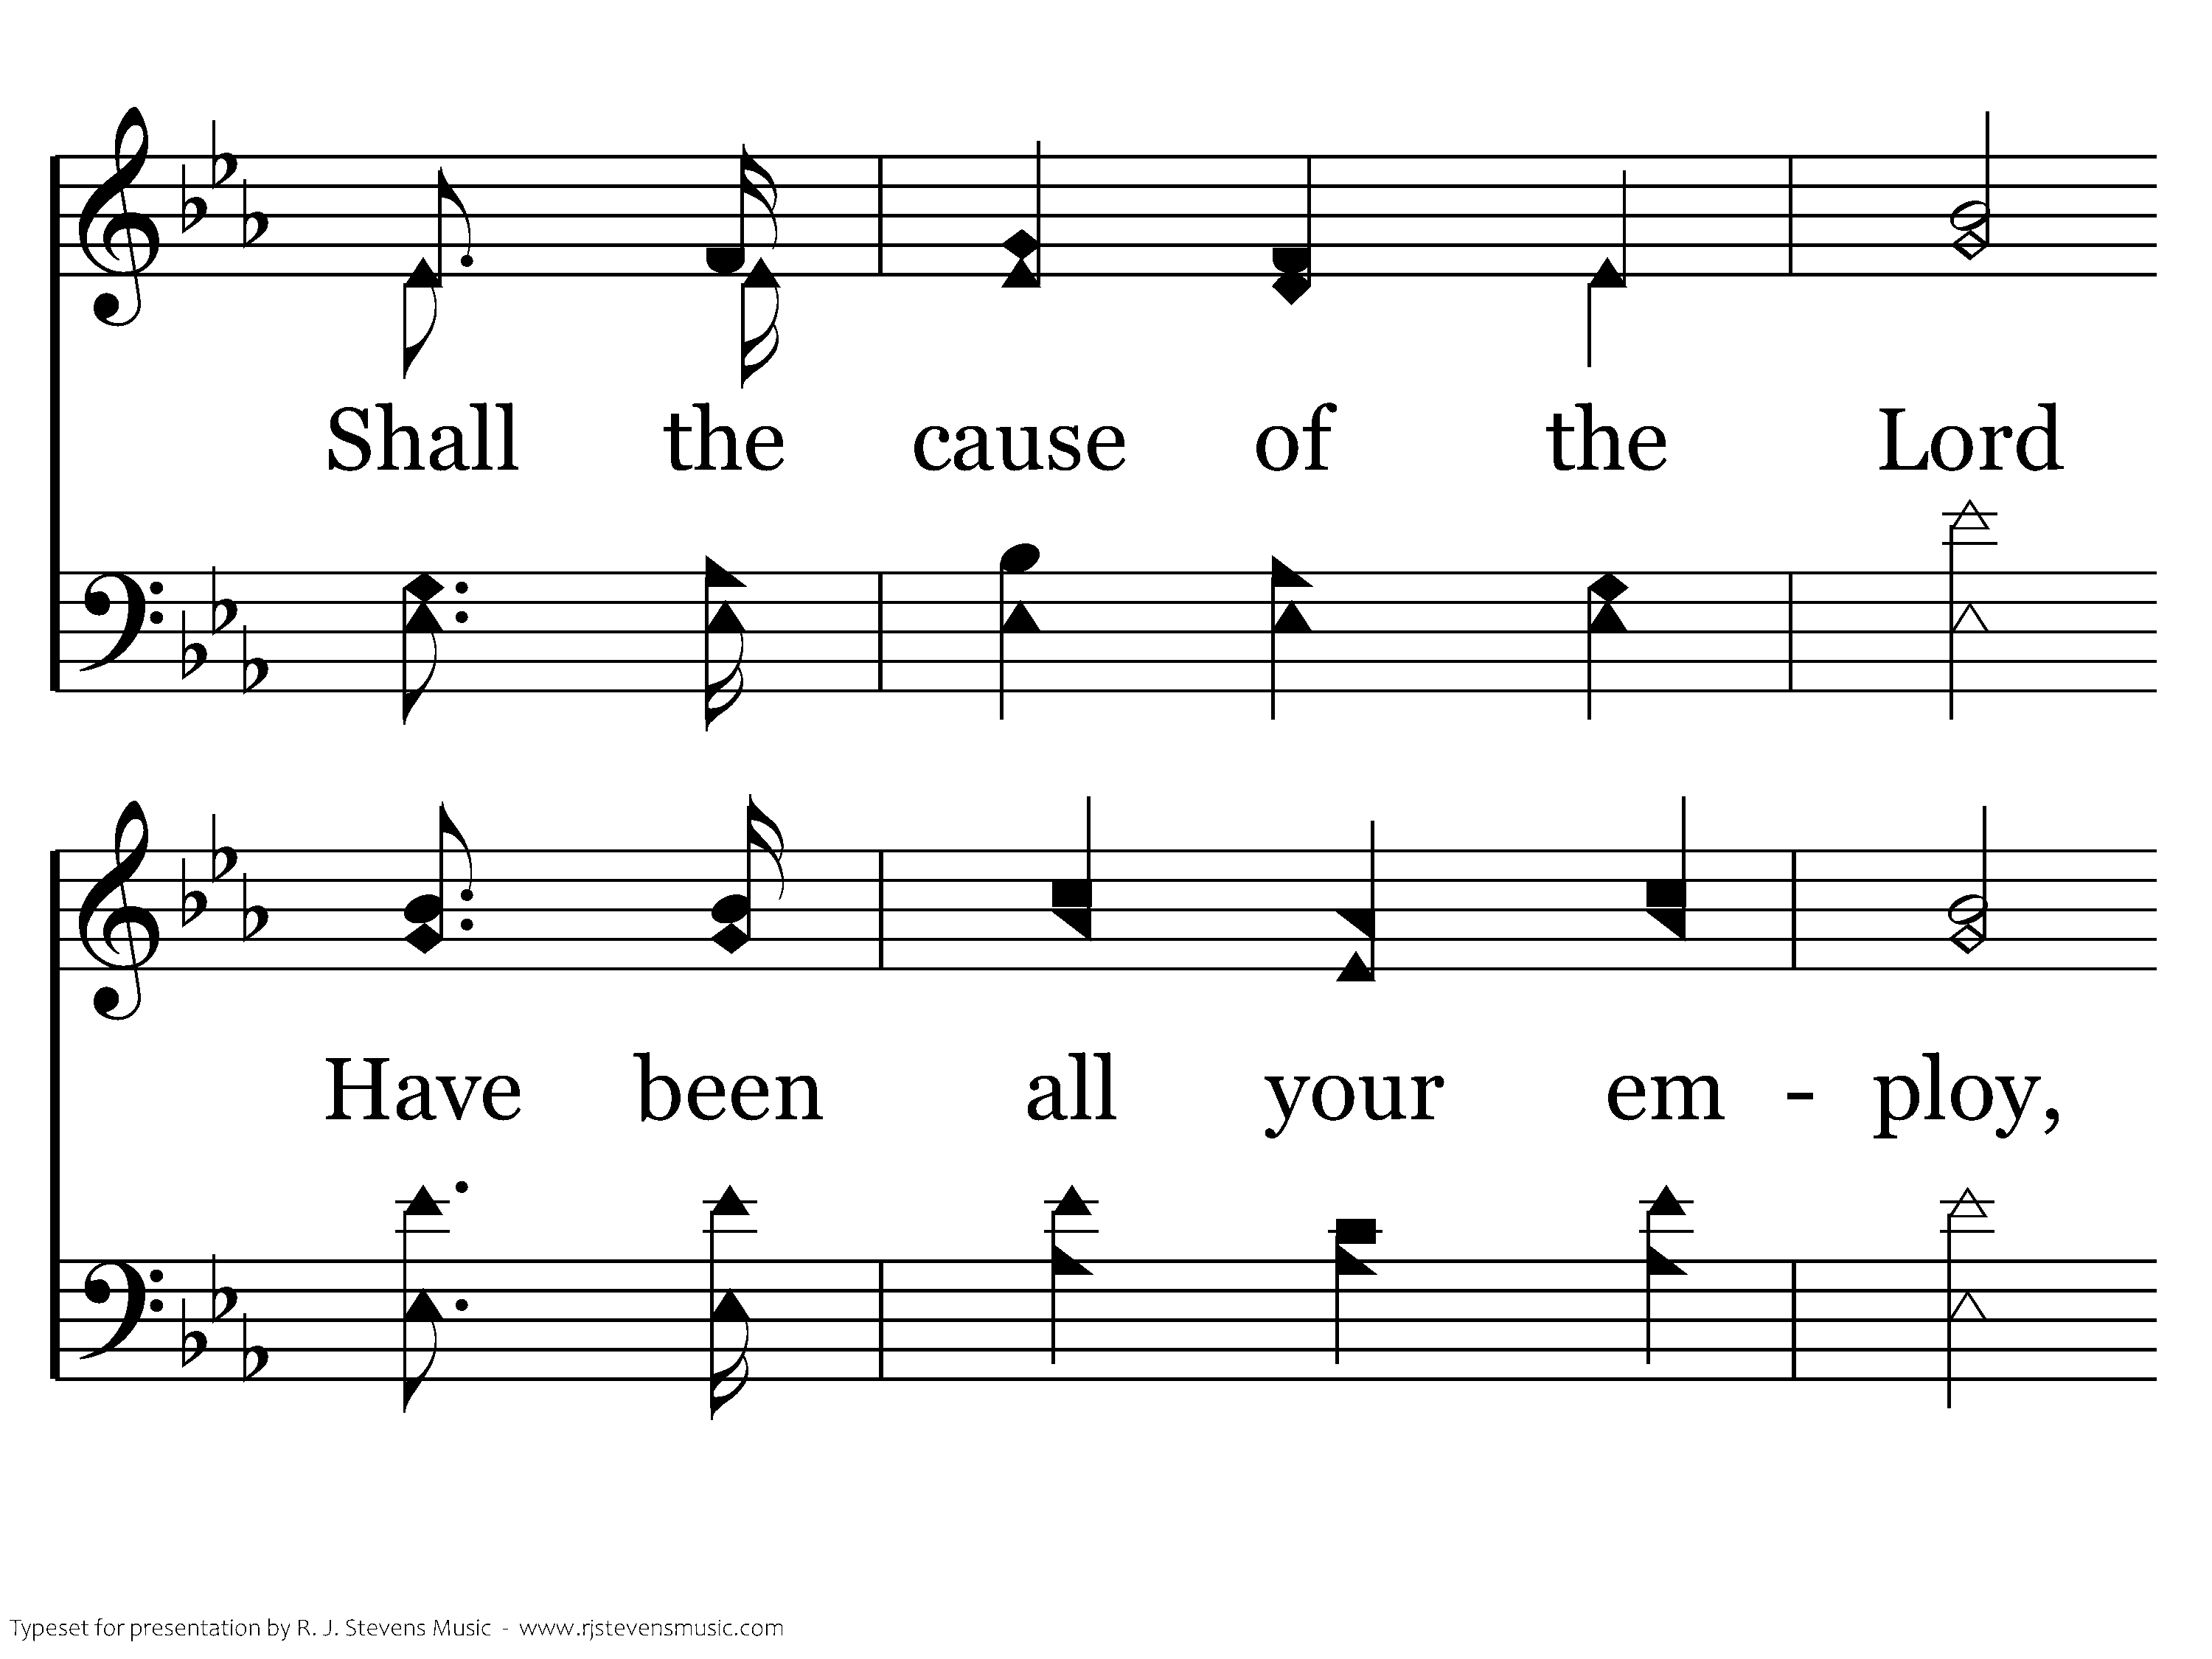 Shall the cause of the Lord
Have been all your em - ploy,
Typeset for presentation by R. J. Stevens Music - www.rjstevensmusic.com